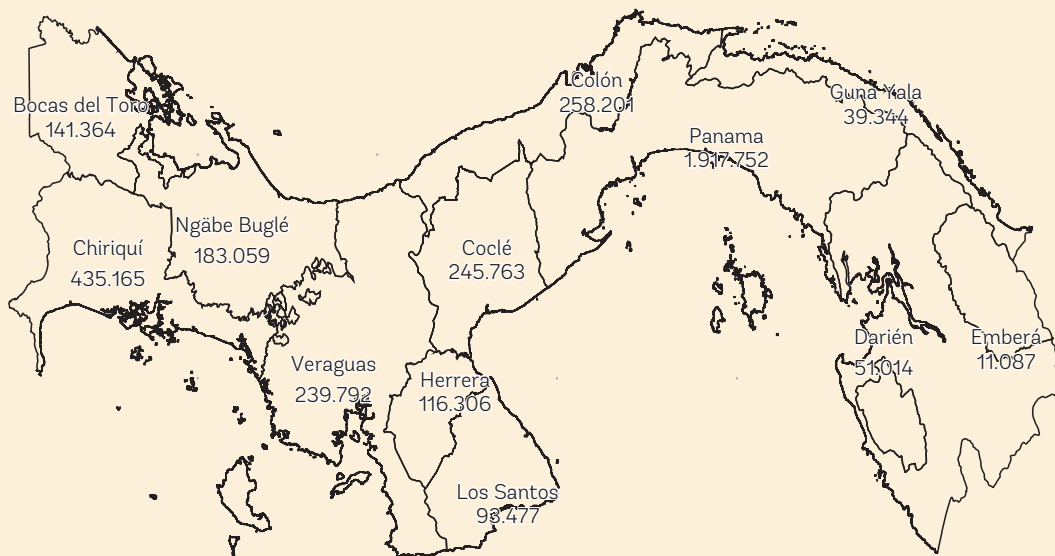 Colón
258.201
Guna Yala
39.344
Bocas del Toro
141.364
Panama
1.917.752
Ngäbe Buglé
183.059
Chiriquí
435.165
Coclé
245.763
Darién
51.014
Emberá
11.087
Veraguas
239.792
Herrera
116.306
Los Santos
93.477